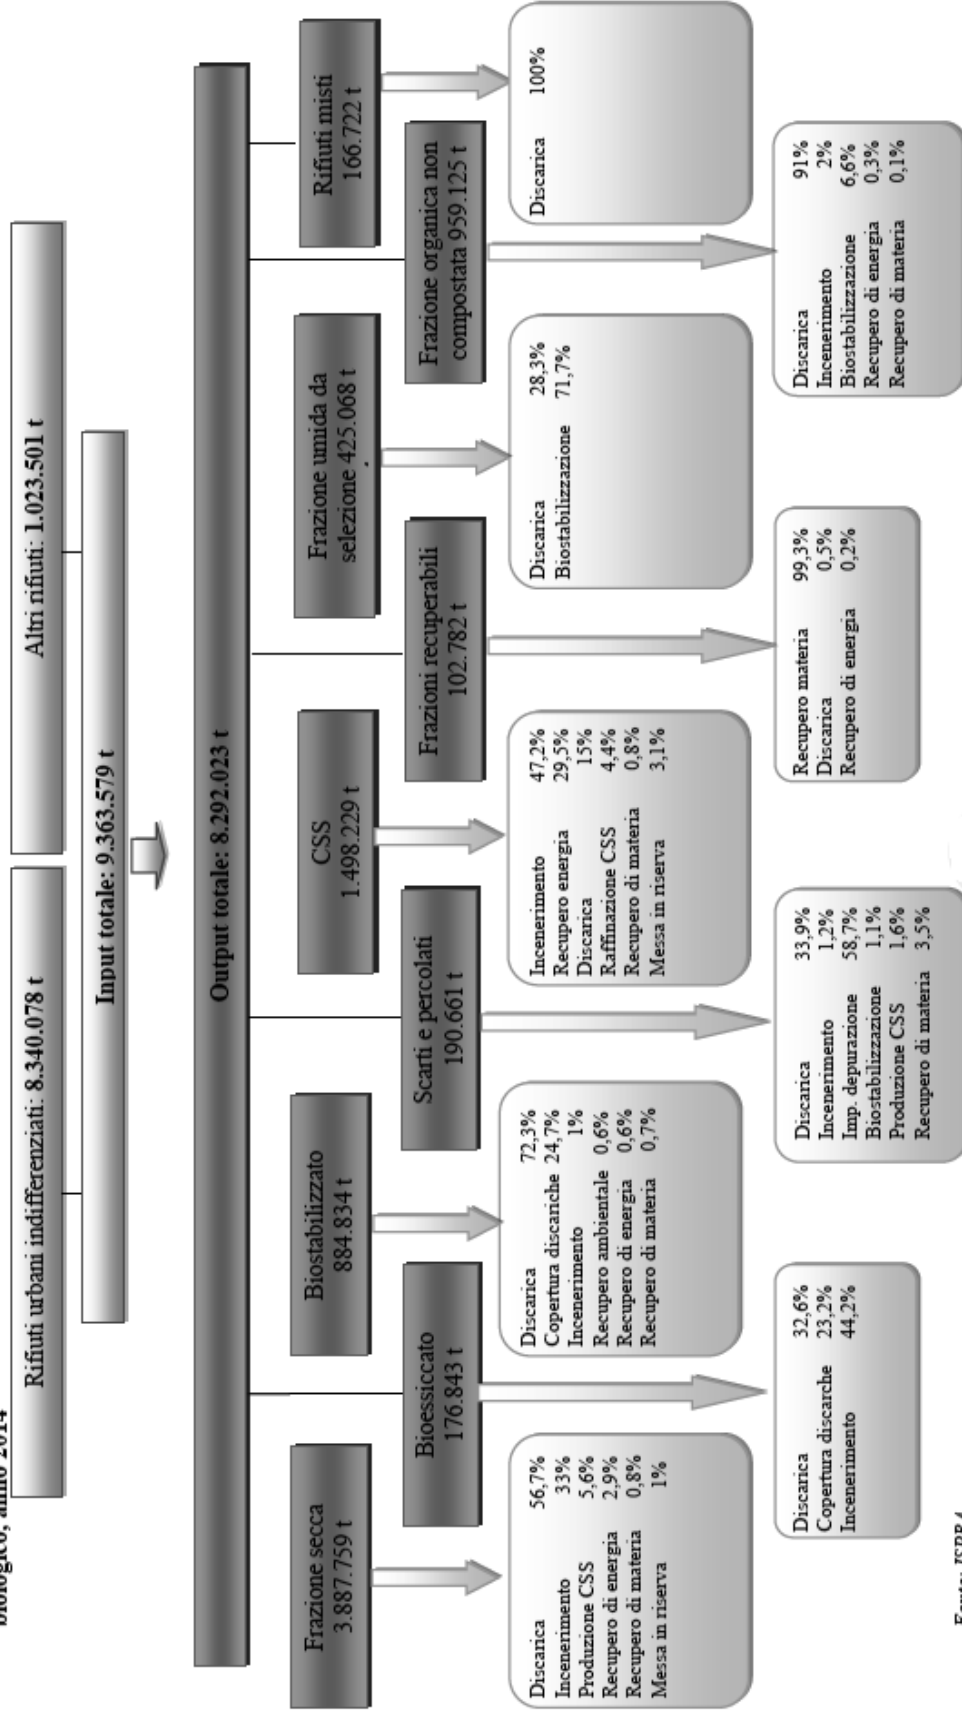 biologico, anno 2014
Rifiuti urbani indifferenziati: 8.340.078 t
Altri rifiuti: 1.023.501 t
Input totale: 9.363.579 t
Output totale: 8.292.023 t
Frazione secca
3.887.759 t
Biostabilizzato
884.834 t
CSS
1.498.229 t
Frazione umida da
selezione 425.068 t
Rifiuti misti
166.722 t
Bioessiccato
176.843 t
Scarti e percolati
190.661 t
Frazioni recuperabili
102.782 t
Frazione organica non
compostata 959.125 t
Discarica 56,7%
Incenerimento 33%
Produzione CSS 5,6%
Recupero di energia 2,9%
Recupero di materia 0,8%
Messa in riserva 1%
Discarica 72,3%
Copertura discariche 24,7%
Incenerimento 1%
Recupero ambientale 0,6%
Recupero di energia 0,6%
Recupero di materia 0,7%
Incenerimento 47,2%
Recupero energia 29,5%
Discarica 15%
Raffinazione CSS 4,4%
Recupero di materia 0,8%
Messa in riserva 3,1%
Discarica 28,3%
Biostabilizzazione 71,7%
Discarica 100%
Discarica 32,6%
Copertura discarche 23,2%
Incenerimento 44,2%
Discarica 33,9%
Incenerimento 1,2%
Imp. depurazione 58,7%
Biostabilizzazione 1,1%
Produzione CSS 1,6%
Recupero di materia 3,5%
Recupero materia 99,3%
Discarica 0,5%
Recupero di energia 0,2%
Discarica 91%
Incenerimento 2%
Biostabilizzazione 6,6%
Recupero di energia 0,3%
Recupero di materia 0,1%
Fonte: ISPRA